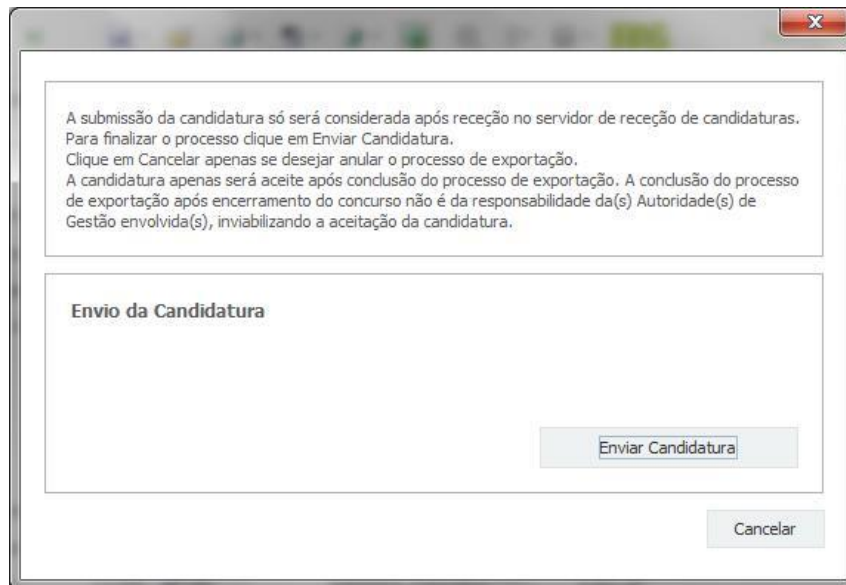 A submissão da candidatura só será considerada após receção no servidor de receção de candidaturas.
Para finalizar o processo clique em Enviar Candidatura.
Clique em Cancelar apenas se desejar anular o processo de exportação.
A candidatura apenas será aceite após conclusão do processo de exportação. A conclusão do processo
de exportação após encerramento do concurso não é da responsabilidade da(s) Autoridade(s) de
Gestão envolvida(s), inviabilizando a aceitação da candidatura.
Envio da Candidatura
Enviar Candidatura
Cancelar